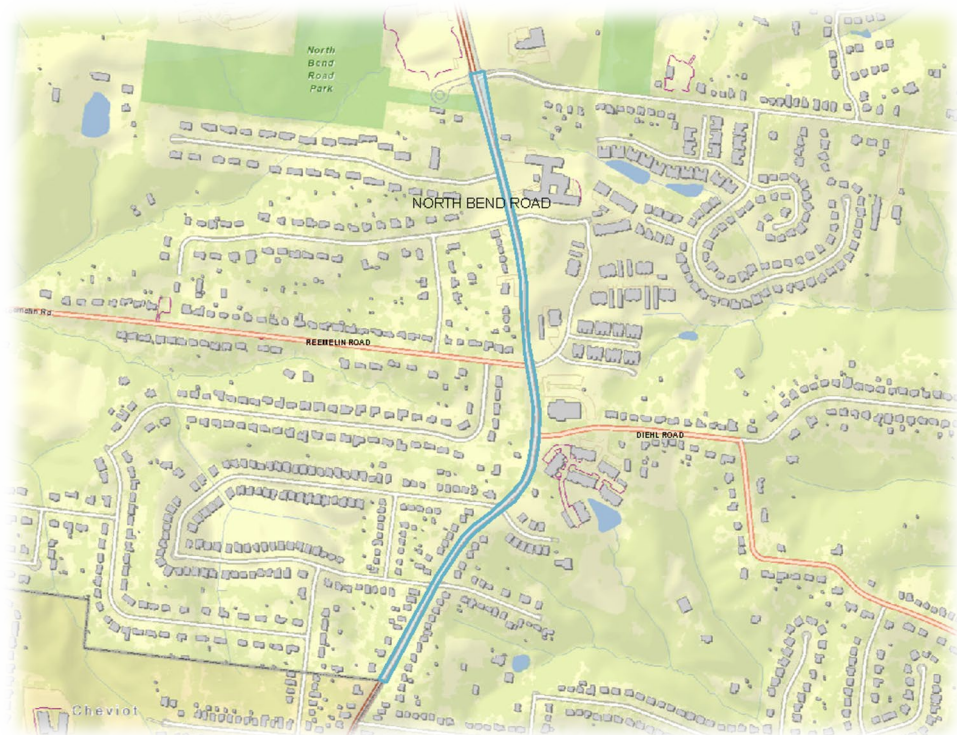 North
Bend
Road
Park
NORTH BEND ROAD
REEMELIN ROAD
DIEHL ROAD
Cheviot